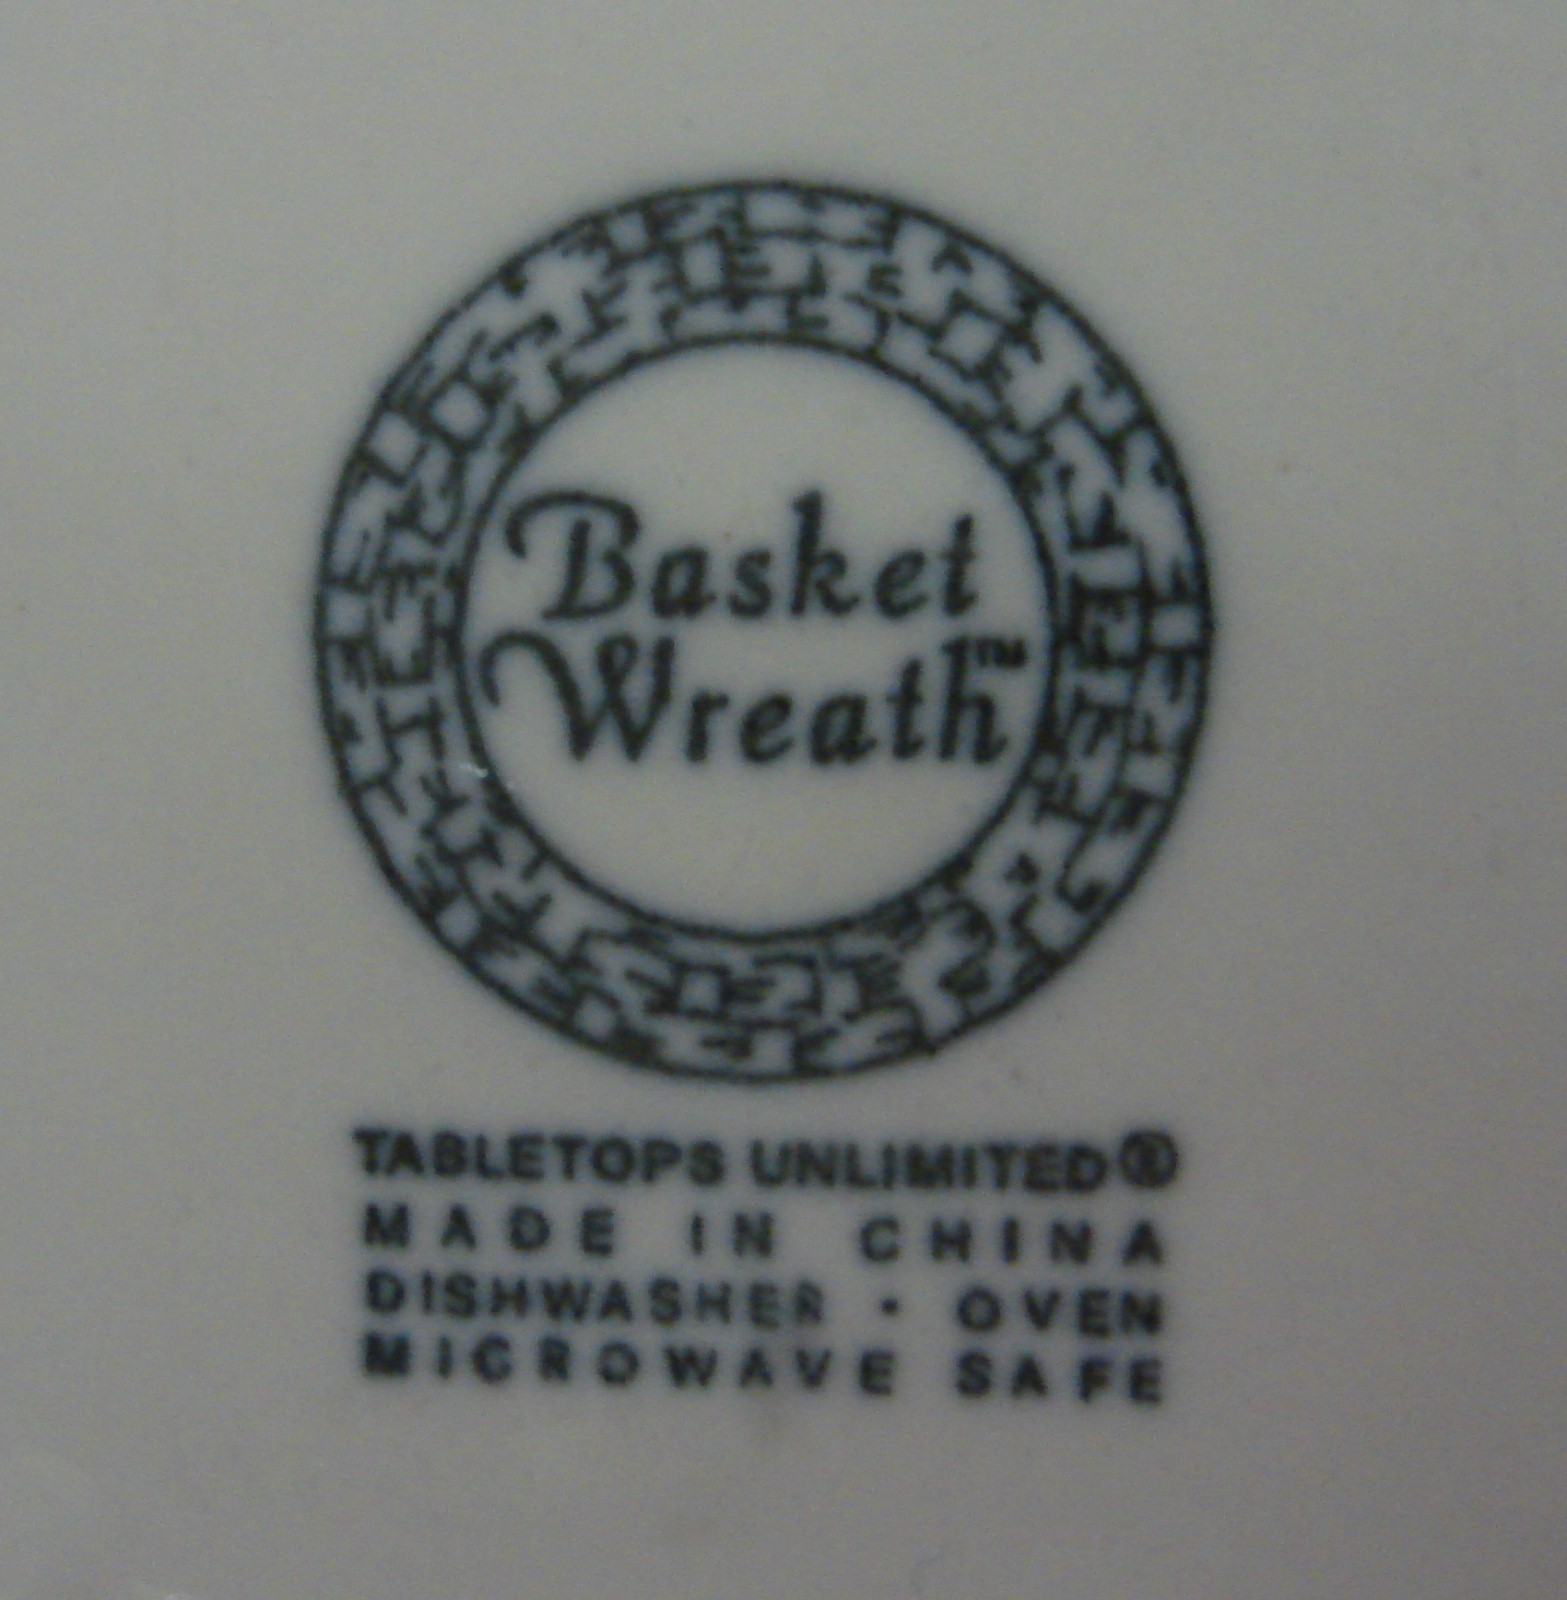 Basket
Wreath™
TABLETOPS UNLIMITED®
MADE IN CHINA
DISHWASHER · OVEN
MICROWAVE SAFE